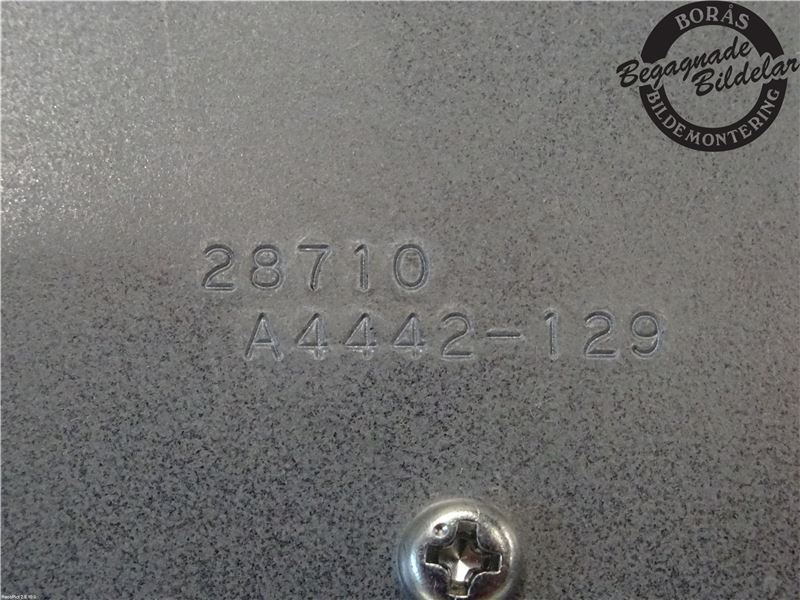 BORÅS
Begagnade
Bildelar
BILDEMONTERING
28710
A4442-129